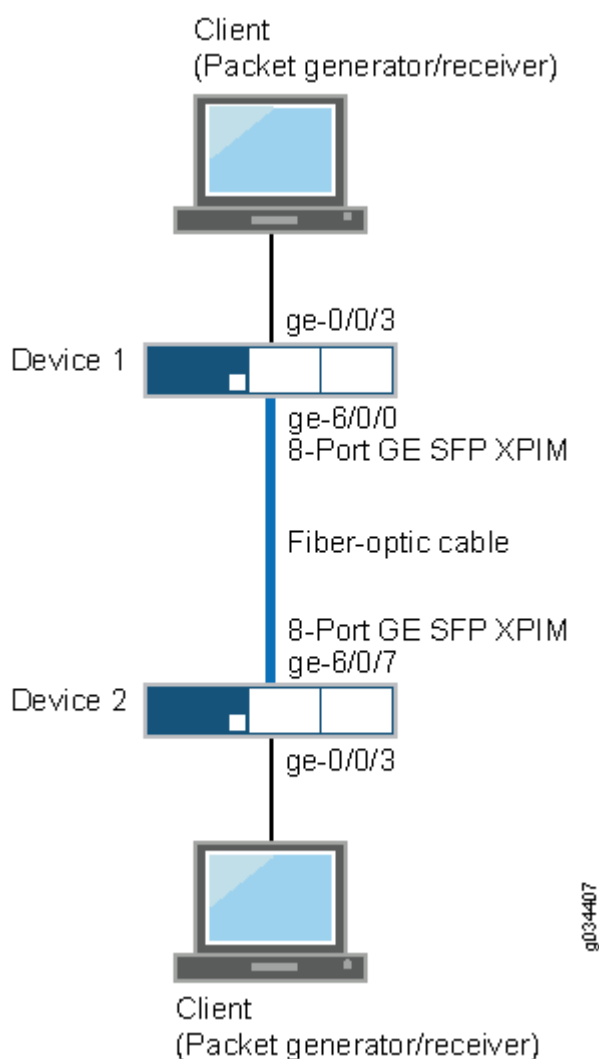 Client
(Packet generator/receiver)
ge-0/0/3
Device 1
ge-6/0/0
8-Port GE SFP XPIM
Fiber-optic cable
8-Port GE SFP XPIM
ge-6/0/7
Device 2
ge-0/0/3
g034407
Client
(Packet generator/receiver)